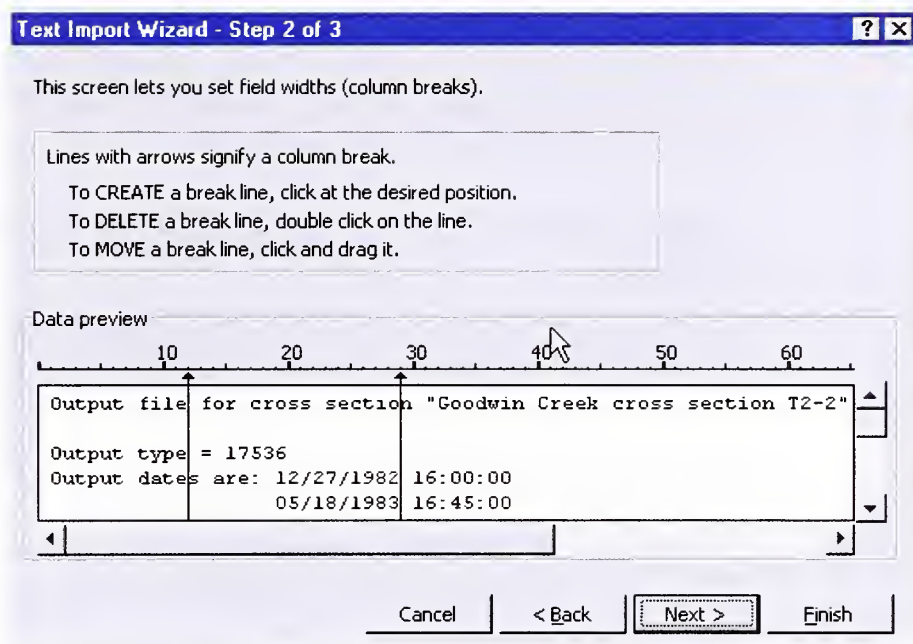 Text Import Wizard - Step 2 of 3
? X
This screen lets you set field widths (column breaks).
Lines with arrows signify a column break.
To CREATE a break line, click at the desired position.
To DELETE a break line, double click on the line.
To MOVE a break line, click and drag it.
Data preview
10 20 30 40 50 60
Output file for cross section "Goodwin Creek cross section T2-2"
Output type = 17536
Output dates are: 12/27/1982 16:00:00
05/18/1983 16:45:00
Cancel < Back Next > Finish